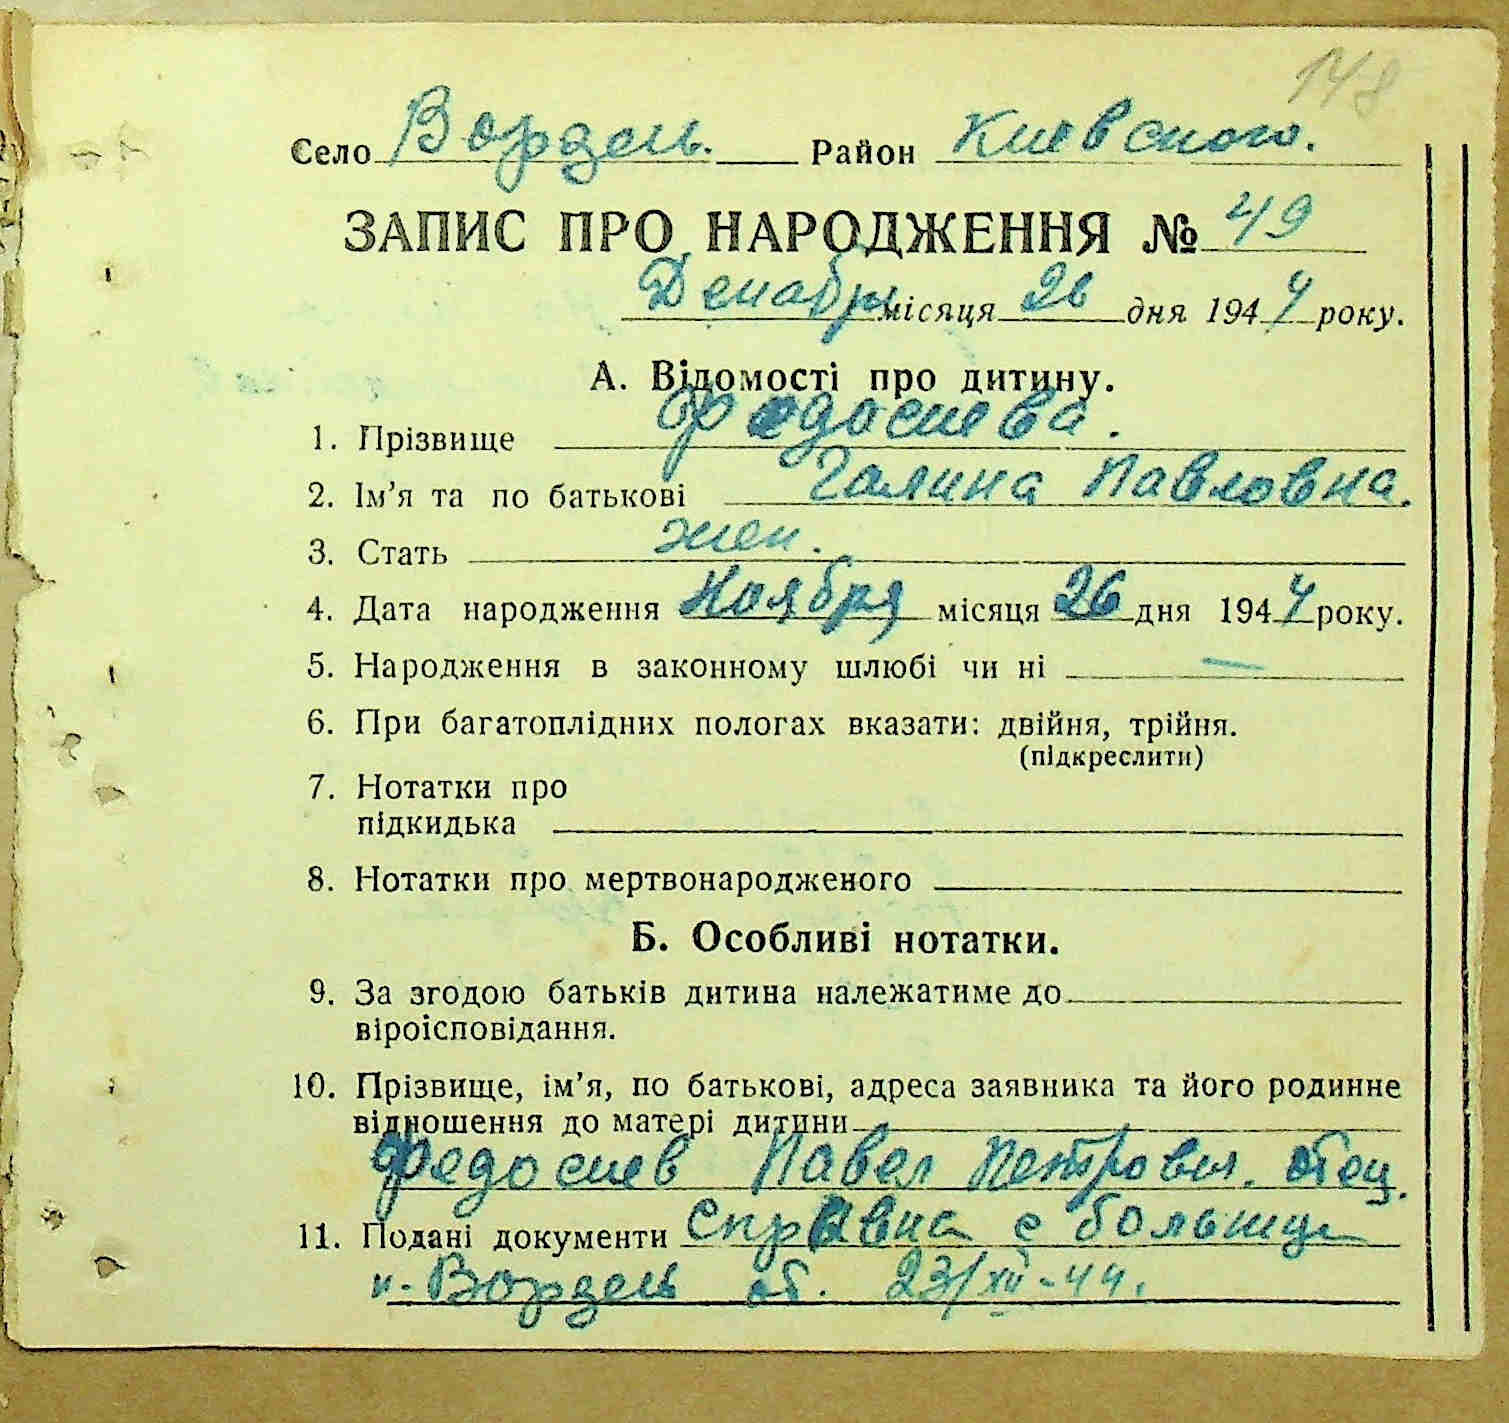 148
Село Ворзель. Район Киевского.
ЗАПИС ПРО НАРОДЖЕННЯ № 49
Декабря місяця 26 дня 1944 року.
А. Відомості про дитину.
1. Прізвище Федосиева.
2. Ім’я та по батькові Галина Павловна.
3. Стать жен.
4. Дата народження Ноября місяця 26 дня 1944 року.
5. Народження в законному шлюбі чи ні —
6. При багатоплідних пологах вказати: двійня, трійня.
(підкреслити)
7. Нотатки про
підкидька
8. Нотатки про мертвонародженого
Б. Особливі нотатки.
9. За згодою батьків дитина належатиме до
віроісповідання.
10. Прізвище, ім’я, по батькові, адреса заявника та його родинне
відношення до матері дитини
Федосиев Павел Петрович. отец.
11. Подані документи Справка с больници
п. Ворзель от. 23/XII-44.